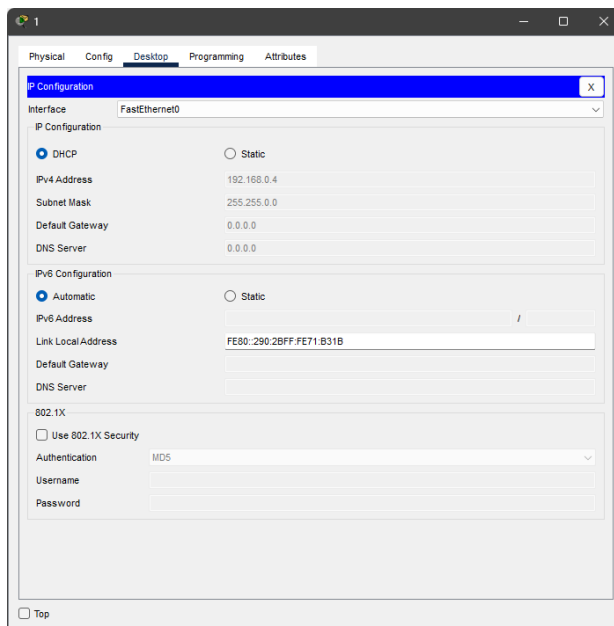 1
Physical Config Desktop Programming Attributes
IP Configuration X
Interface FastEthernet0
IP Configuration
DHCP Static
IPv4 Address 192.168.0.4
Subnet Mask 255.255.0.0
Default Gateway 0.0.0.0
DNS Server 0.0.0.0
IPv6 Configuration
Automatic Static
IPv6 Address /
Link Local Address FE80::290:2BFF:FE71:B31B
Default Gateway
DNS Server
802.1X
Use 802.1X Security
Authentication MD5
Username
Password
Top